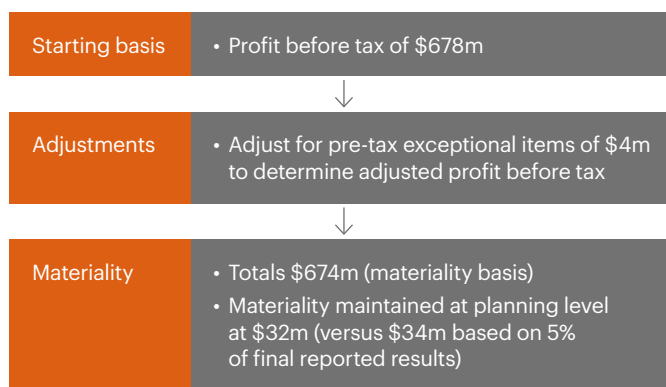 Starting basis
• Profit before tax of $678m
Adjustments
• Adjust for pre-tax exceptional items of $4m
to determine adjusted profit before tax
Materiality
• Totals $674m (materiality basis)
• Materiality maintained at planning level
at $32m (versus $34m based on 5%
of final reported results)